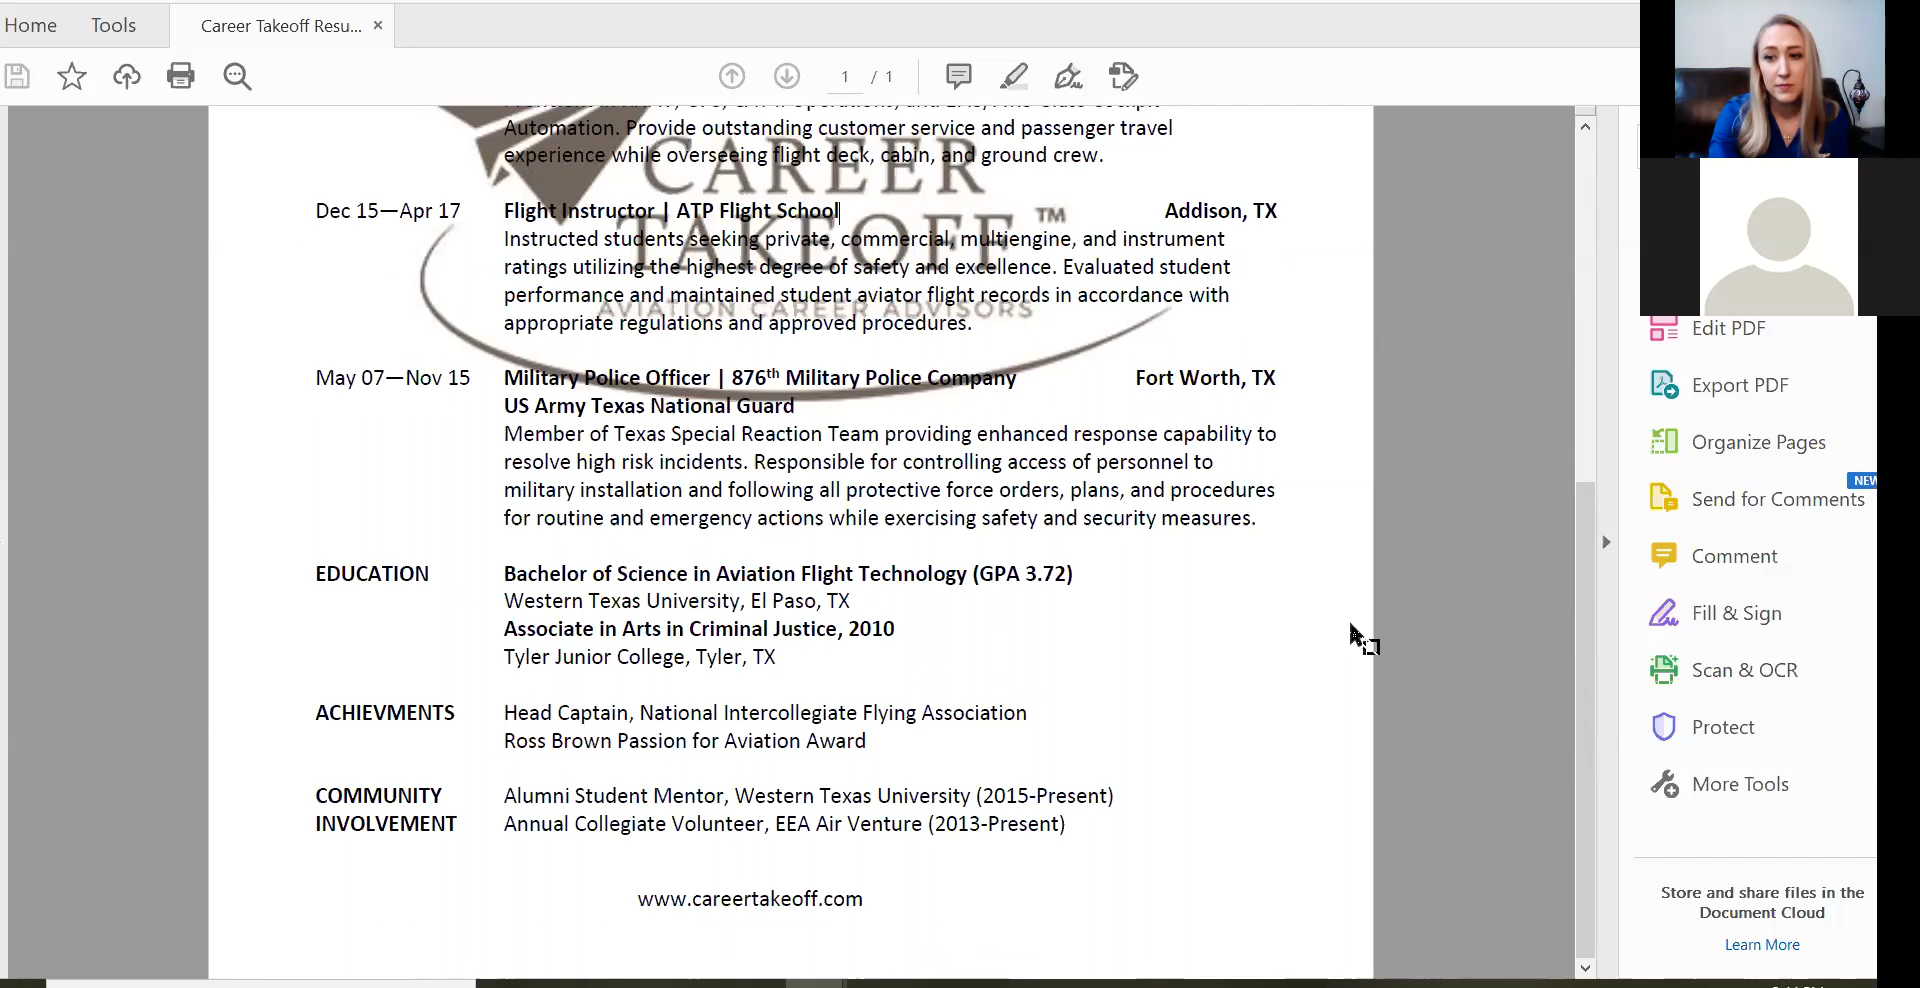 Home Tools Career Takeoff Resu... ×
1 / 1
Automation. Provide outstanding customer service and passenger travel
experience while overseeing flight deck, cabin, and ground crew.
CAREER
TAKEOFF ™
AVIATION CAREER ADVISORS
Dec 15—Apr 17 Flight Instructor | ATP Flight School Addison, TX
Instructed students seeking private, commercial, multiengine, and instrument
ratings utilizing the highest degree of safety and excellence. Evaluated student
performance and maintained student aviator flight records in accordance with
appropriate regulations and approved procedures.
May 07—Nov 15 Military Police Officer | 876th Military Police Company Fort Worth, TX
US Army Texas National Guard
Member of Texas Special Reaction Team providing enhanced response capability to
resolve high risk incidents. Responsible for controlling access of personnel to
military installation and following all protective force orders, plans, and procedures
for routine and emergency actions while exercising safety and security measures.
EDUCATION Bachelor of Science in Aviation Flight Technology (GPA 3.72)
Western Texas University, El Paso, TX
Associate in Arts in Criminal Justice, 2010
Tyler Junior College, Tyler, TX
ACHIEVMENTS Head Captain, National Intercollegiate Flying Association
Ross Brown Passion for Aviation Award
COMMUNITY Alumni Student Mentor, Western Texas University (2015-Present)
INVOLVEMENT Annual Collegiate Volunteer, EEA Air Venture (2013-Present)
www.careertakeoff.com
Edit PDF
Export PDF
Organize Pages
NEW
Send for Comments
Comment
Fill & Sign
Scan & OCR
Protect
More Tools
Store and share files in the
Document Cloud
Learn More